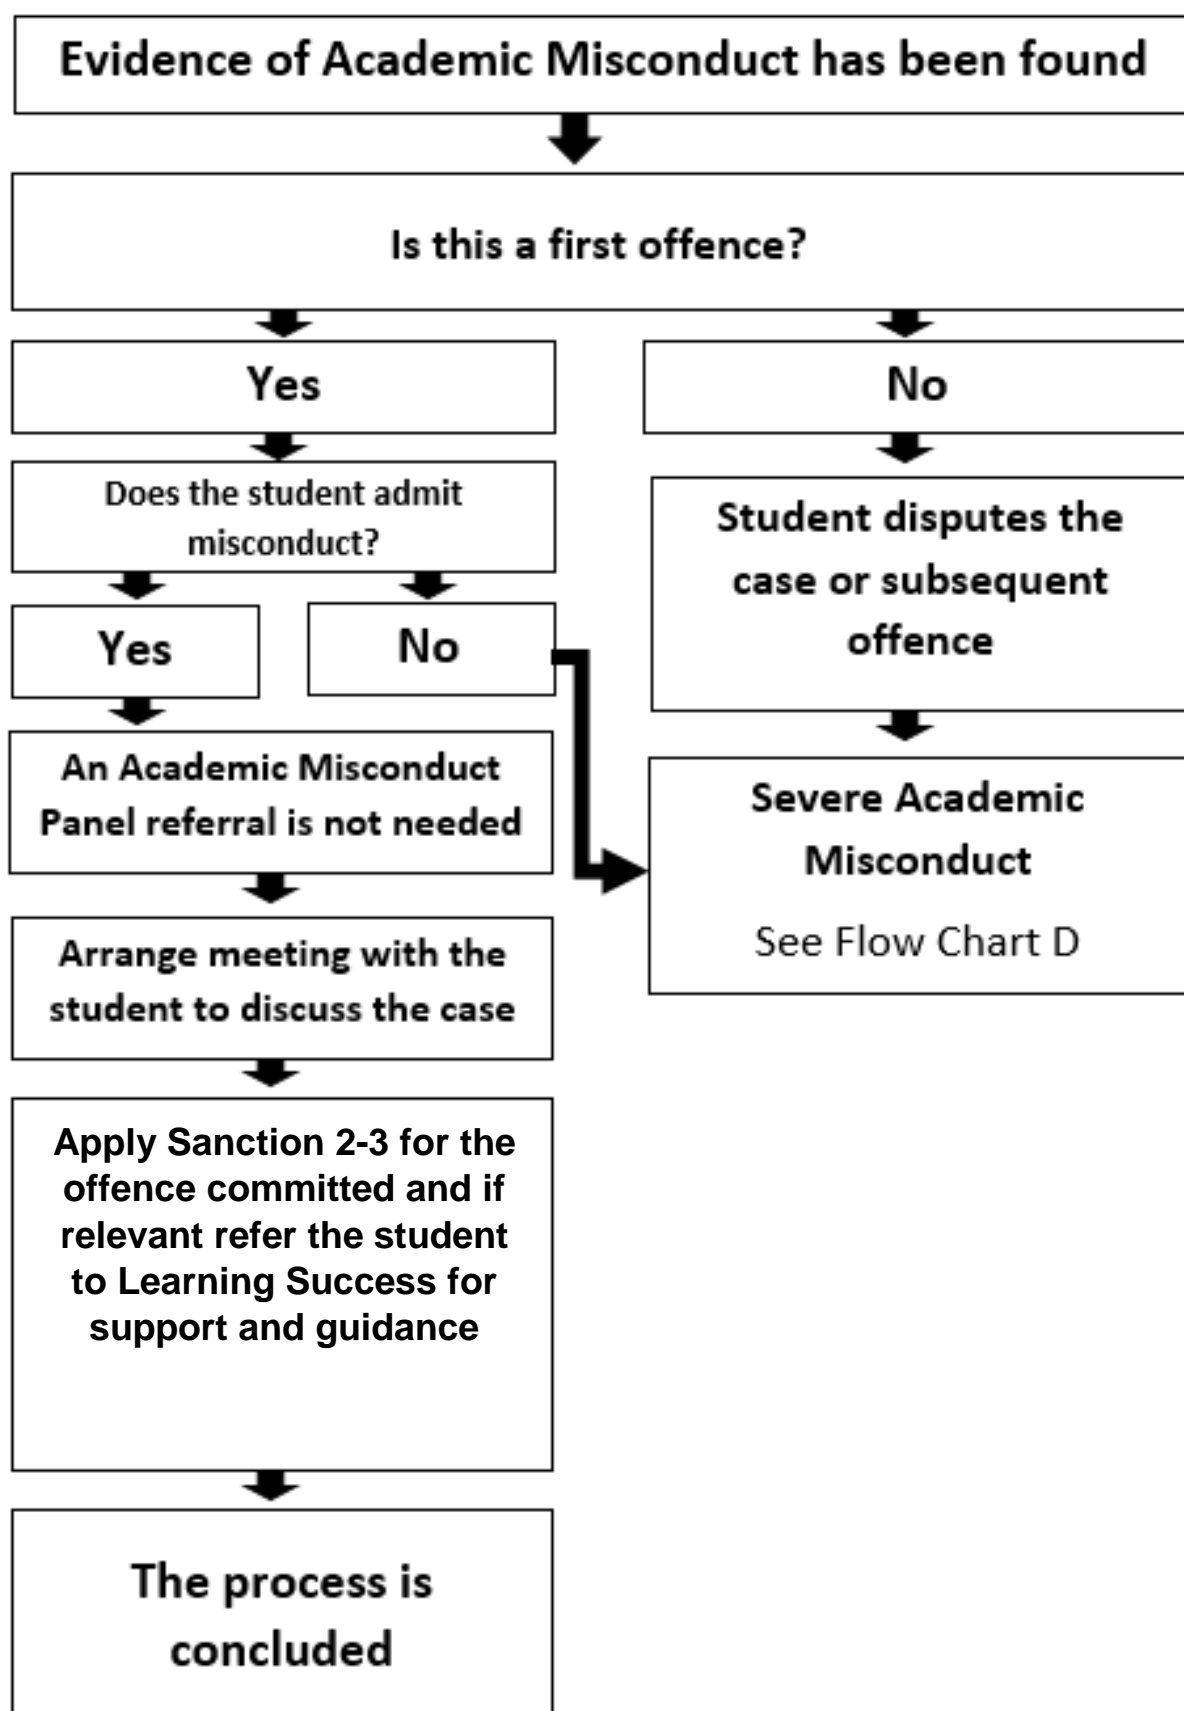 Evidence of Academic Misconduct has been found
Is this a first offence?
Yes
No
Does the student admit
misconduct?
Yes
No
Student disputes the
case or subsequent
offence
An Academic Misconduct
Panel referral is not needed
Severe Academic
Misconduct
See Flow Chart D
Arrange meeting with the
student to discuss the case
Apply Sanction 2-3 for the
offence committed and if
relevant refer the student
to Learning Success for
support and guidance
The process is
concluded